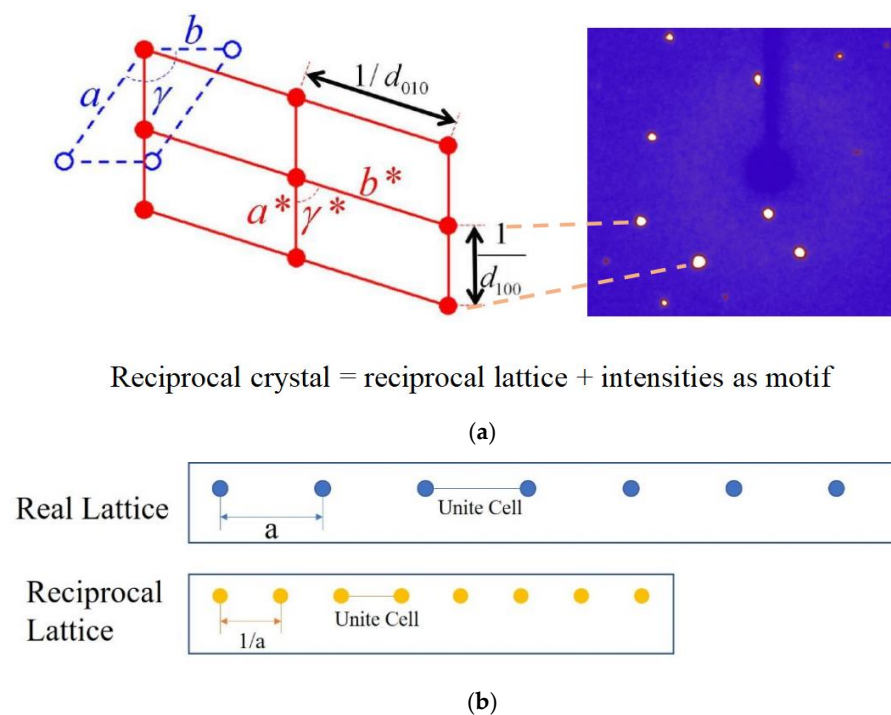 b
1/ d010
a
γ
b*
a* γ*
1
d100
Reciprocal crystal = reciprocal lattice + intensities as motif
(a)
Real Lattice
Unite Cell
a
Reciprocal
Lattice
Unite Cell
1/a
(b)